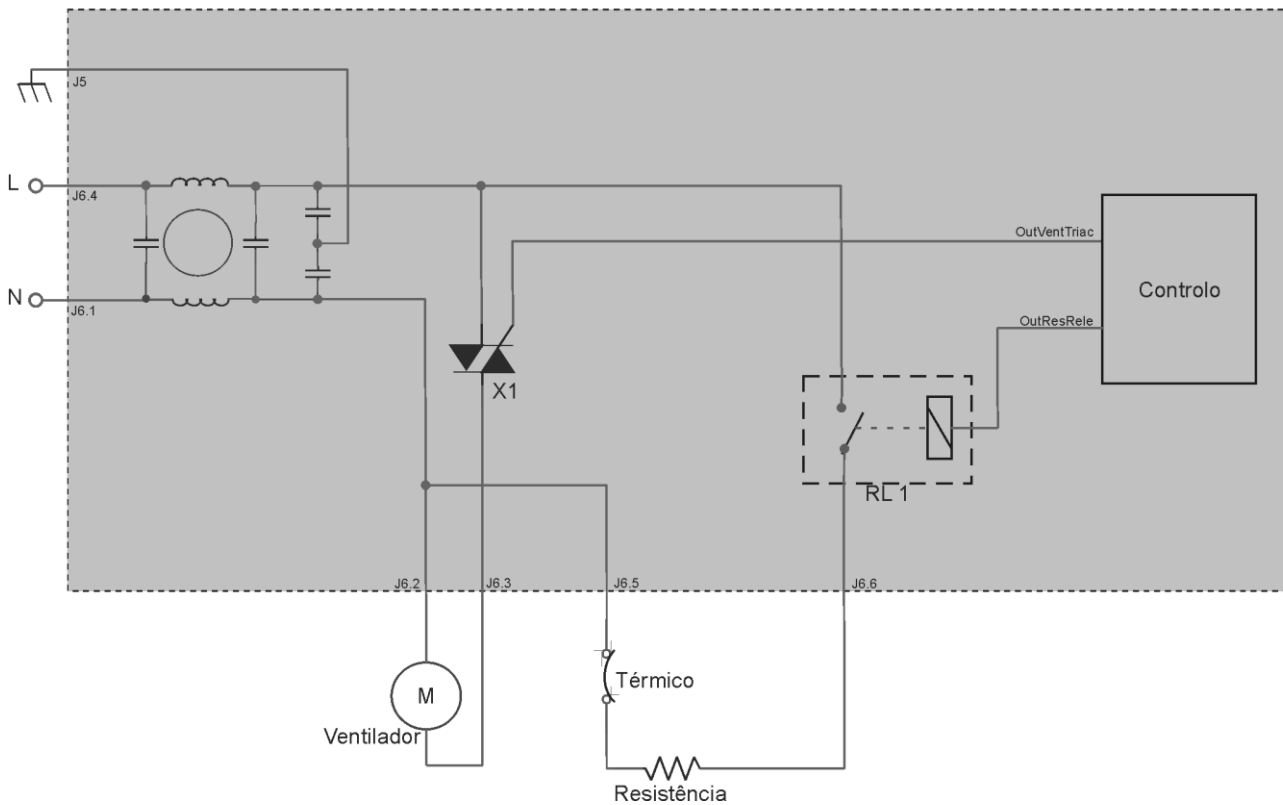 J5
L
J6.4
OutVentTriac
Controlo
N
J6.1
OutResRele
X1
RL 1
J6.2
J6.3
J6.5
J6.6
Térmico
M
Ventilador
Resistência